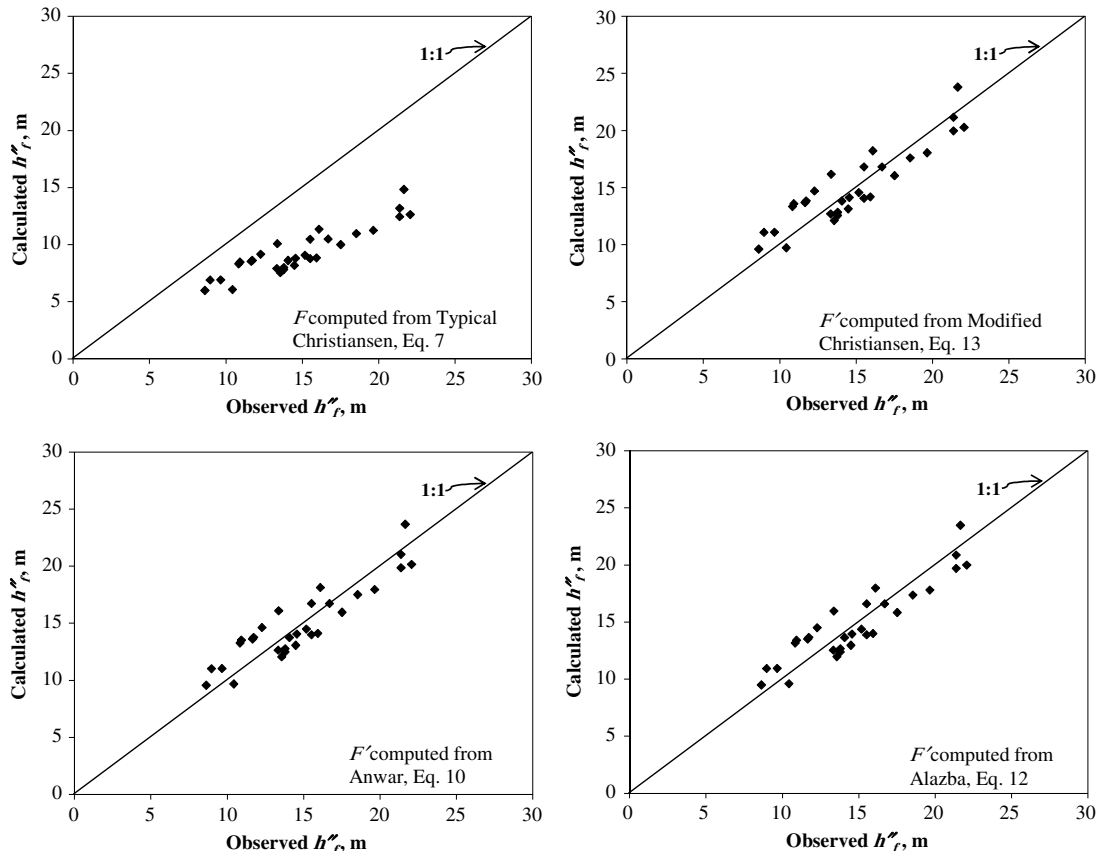 30
25
20
15
10
5
0
Calculated h″f, m
1:1
F computed from Typical
Christiansen, Eq. 7
0 5 10 15 20 25 30
Observed h″f, m
30
25
20
15
10
5
0
Calculated h″f, m
1:1
F′computed from Modified
Christiansen, Eq. 13
0 5 10 15 20 25 30
Observed h″f, m
30
25
20
15
10
5
0
Calculated h″f, m
1:1
F′computed from
Anwar, Eq. 10
0 5 10 15 20 25 30
Observed h″f, m
30
25
20
15
10
5
0
Calculated h″f, m
1:1
F′computed from
Alazba, Eq. 12
0 5 10 15 20 25 30
Observed h″f, m